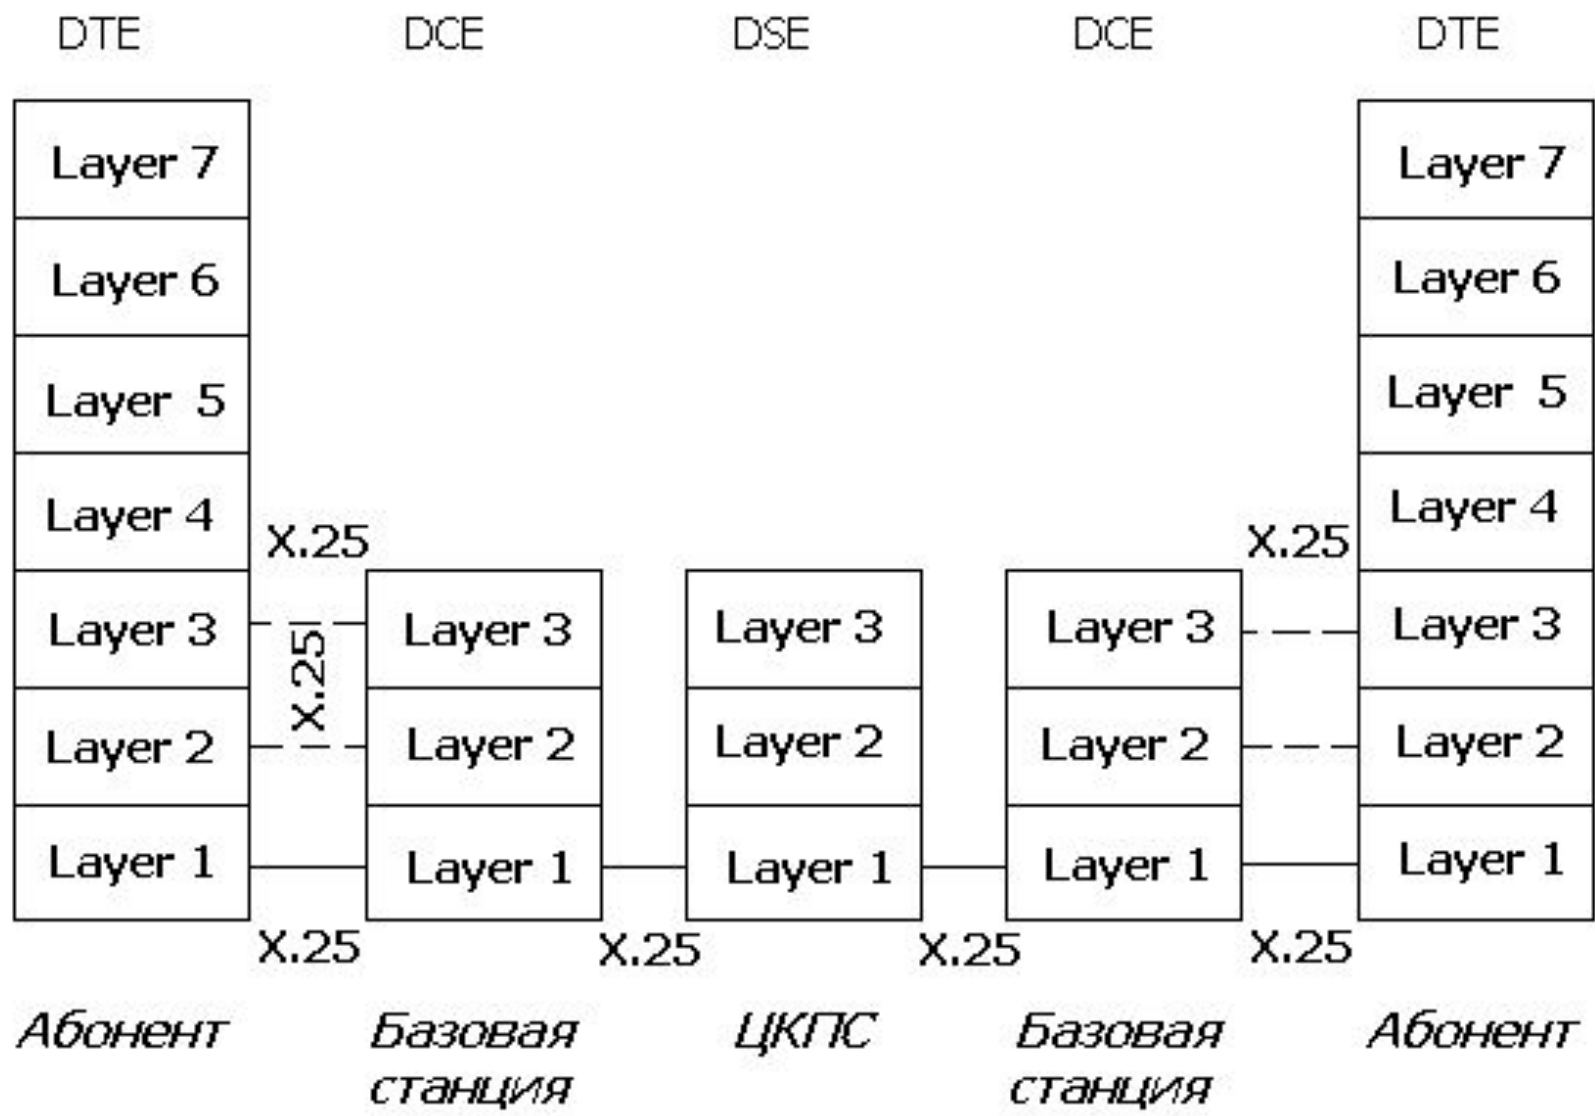 DTE DCE DSE DCE DTE
Layer 7 Layer 7
Layer 6 Layer 6
Layer 5 Layer 5
Layer 4 Layer 4
X.25 X.25
Layer 3 Layer 3 Layer 3 Layer 3 Layer 3
X.25
Layer 2 Layer 2 Layer 2 Layer 2 Layer 2
Layer 1 Layer 1 Layer 1 Layer 1 Layer 1
X.25 X.25 X.25 X.25
Абонент Базовая ЦКПС Базовая Абонент
станция станция